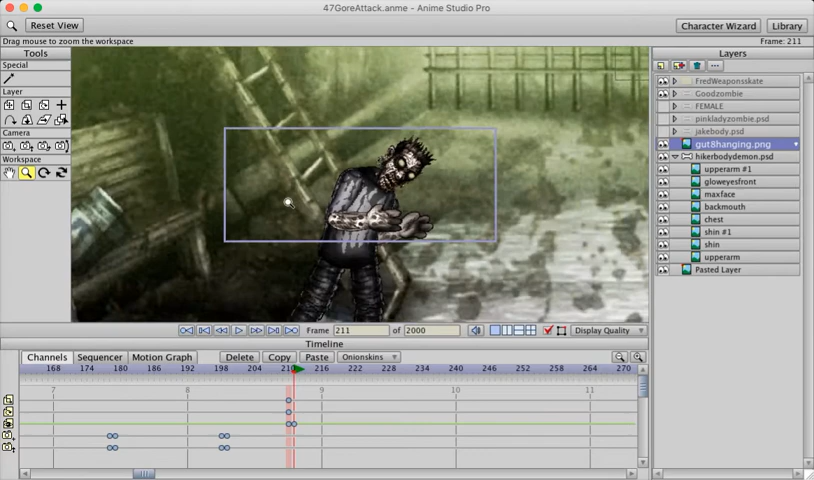 47GoreAttack.anme - Anime Studio Pro
Reset View
Character Wizard
Library
Drag mouse to zoom the workspace
Frame: 211
Tools
Special
Layer
Camera
Workspace
Layers
FredWeaponsskate
Goodzombie
FEMALE
pinkladyzombie.psd
jakebody.psd
gut8hanging.png
hikerbodydemon.psd
upperarm #1
gloweyesfront
maxface
backmouth
chest
shin #1
shin
upperarm
Pasted Layer
Frame 211 of 2000
Display Quality
Timeline
Channels Sequencer Motion Graph Delete Copy Paste Onionskins
168 174 180 186 192 198 204 210 216 222 228 234 240 246 252 258 264 270
7 8 9 10 11